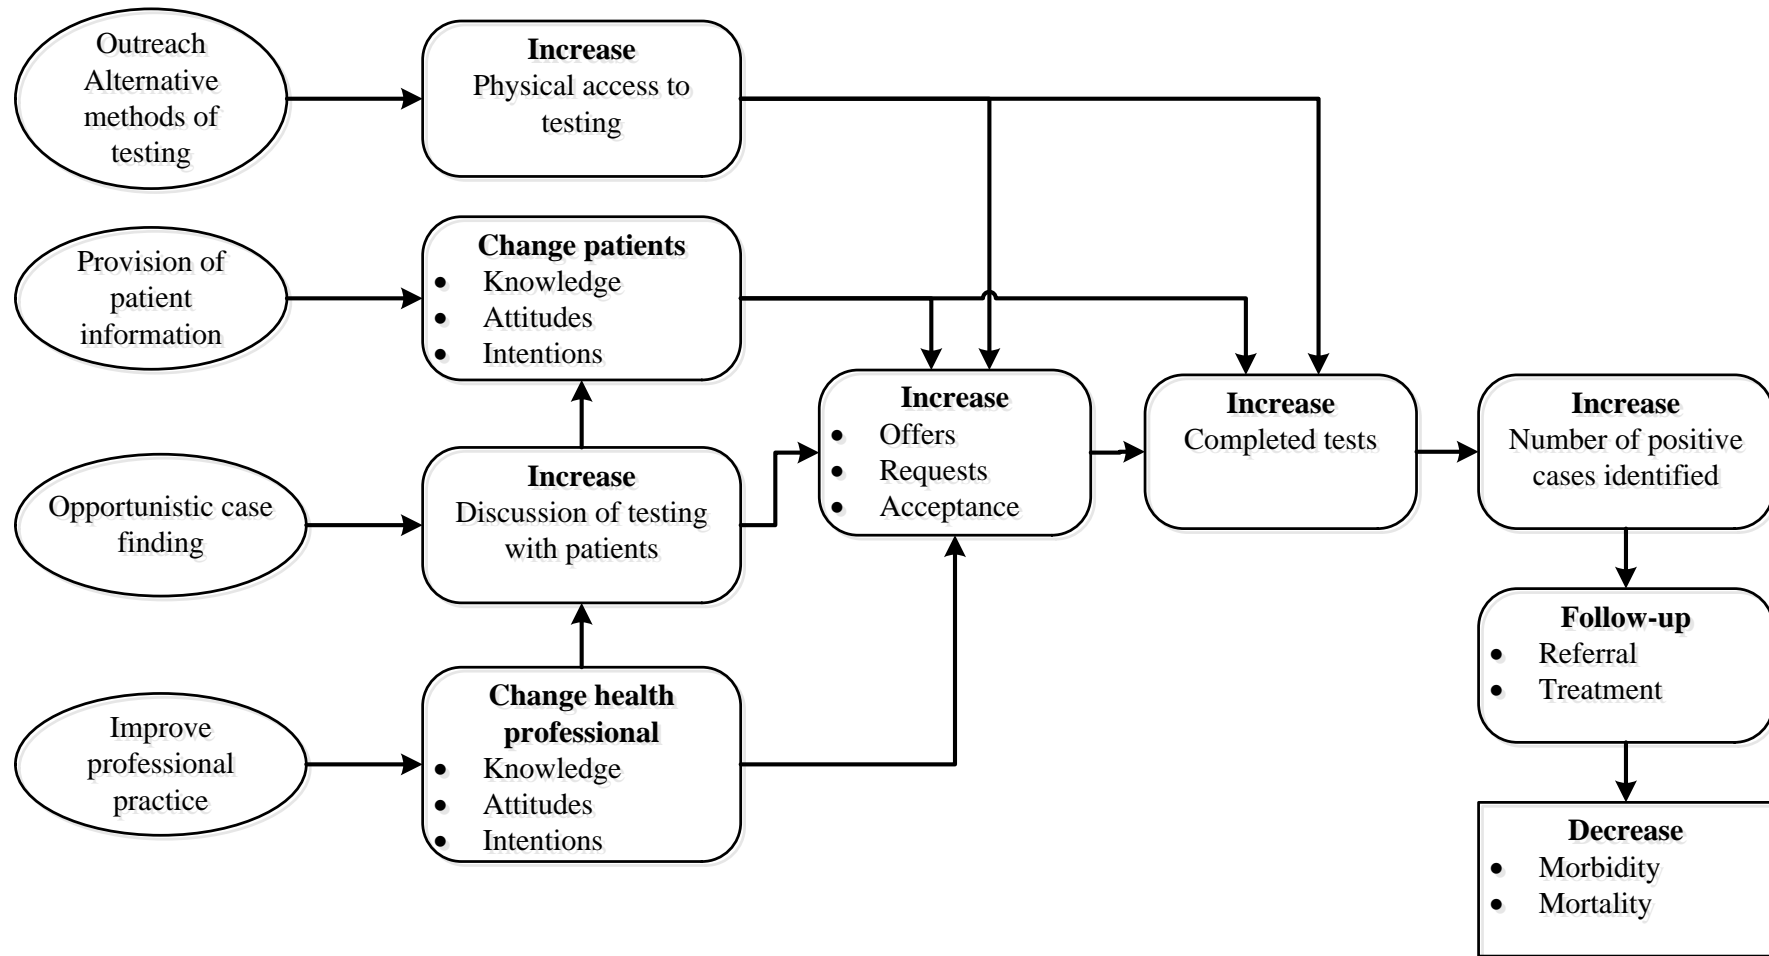 Outreach
Alternative
methods of
testing
Increase
Physical access to
testing
Provision of
patient
information
Change patients
• Knowledge
• Attitudes
• Intentions
Opportunistic case
finding
Increase
Discussion of testing
with patients
Improve
professional
practice
Change health
professional
• Knowledge
• Attitudes
• Intentions
Increase
• Offers
• Requests
• Acceptance
Increase
Completed tests
Increase
Number of positive
cases identified
Follow-up
• Referral
• Treatment
Decrease
• Morbidity
• Mortality